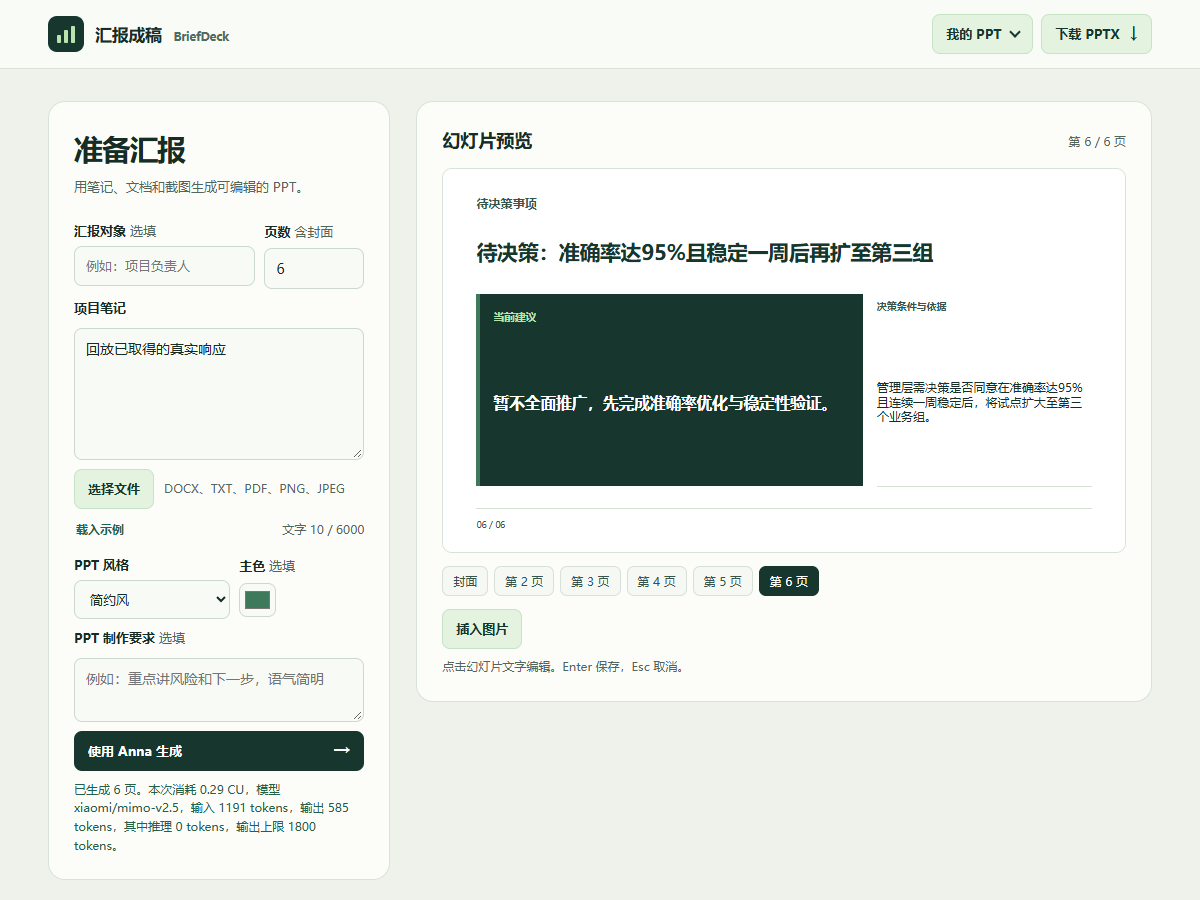 汇报成稿 BriefDeck
我的 PPT
下载 PPTX ↓
准备汇报
用笔记、文档和截图生成可编辑的 PPT。
汇报对象 选填
页数 含封面
例如：项目负责人
6
项目笔记
回放已取得的真实响应
选择文件
DOCX、TXT、PDF、PNG、JPEG
载入示例
文字 10 / 6000
PPT 风格
主色 选填
简约风
PPT 制作要求 选填
例如：重点讲风险和下一步，语气简明
使用 Anna 生成 →
已生成 6 页。本次消耗 0.29 CU，模型
xiaomi/mimo-v2.5，输入 1191 tokens，输出 585
tokens，其中推理 0 tokens，输出上限 1800
tokens。
幻灯片预览
第 6 / 6 页
待决策事项
待决策：准确率达95%且稳定一周后再扩至第三组
当前建议
暂不全面推广，先完成准确率优化与稳定性验证。
决策条件与依据
管理层需决策是否同意在准确率达95%
且连续一周稳定后，将试点扩大至第三
个业务组。
06 / 06
封面
第 2 页
第 3 页
第 4 页
第 5 页
第 6 页
插入图片
点击幻灯片文字编辑。Enter 保存，Esc 取消。